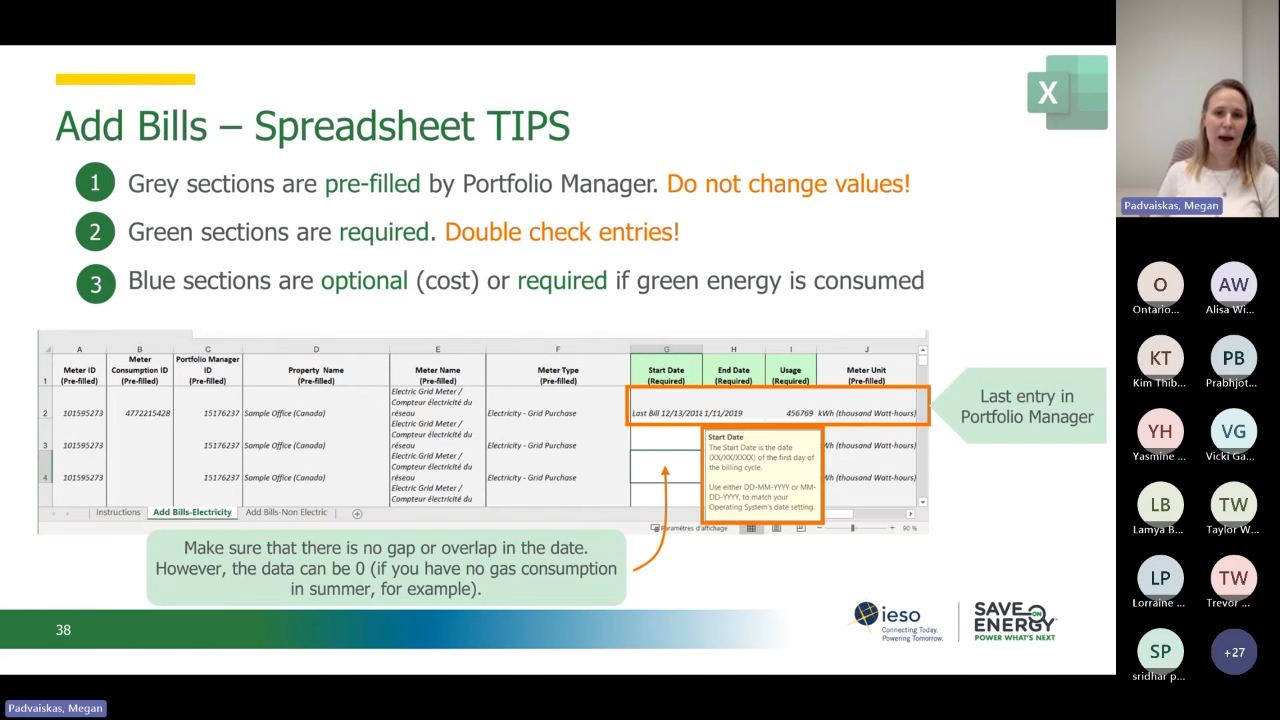 Add Bills – Spreadsheet TIPS
X
1 Grey sections are pre-filled by Portfolio Manager. Do not change values!
2 Green sections are required. Double check entries!
3 Blue sections are optional (cost) or required if green energy is consumed
A B C D E F G H I J
1 Meter ID (Pre-filled) Meter Consumption ID (Pre-filled) Portfolio Manager ID (Pre-filled) Property Name (Pre-filled) Meter Name (Pre-filled) Meter Type (Pre-filled) Start Date (Required) End Date (Required) Usage (Required) Meter Unit (Pre-filled)
2 101595273 4772215428 15176237 Sample Office (Canada) Electric Grid Meter / Compteur électricité du réseau Electricity - Grid Purchase Last Bill 12/13/2018 1/11/2019 456769 kWh (thousand Watt-hours)
3 101595273 15176237 Sample Office (Canada) Electric Grid Meter / Compteur électricité du réseau Electricity - Grid Purchase Wh (thousand Watt-hours)
4 101595273 15176237 Sample Office (Canada) Electric Grid Meter / Compteur électricité du réseau Electricity - Grid Purchase Wh (thousand Watt-hours)
Electric Grid Meter /
Compteur électricité du
Start Date
The Start Date is the date
(XX/XX/XXXX) of the first day of
the billing cycle.
Use either DD-MM-YYYY or MM-
DD-YYYY, to match your
Operating System's date setting.
Last entry in
Portfolio Manager
Instructions Add Bills-Electricity Add Bills-Non Electric
Paramètres d'affichage 90 %
Make sure that there is no gap or overlap in the date.
However, the data can be 0 (if you have no gas consumption
in summer, for example).
38
ieso
Connecting Today.
Powering Tomorrow.
SAVE ON
ENERGY
POWER WHAT'S NEXT
Padvaiskas, Megan
O AW
Ontario... Alisa Wi...
KT PB
Kim Thib... Prabhjot...
YH VG
Yasmine ... Vicki Ga...
LB TW
Lamya B... Taylor W...
LP TW
Lorraine ... Trevor ...
SP +27
sridhar p...
Padvaiskas, Megan